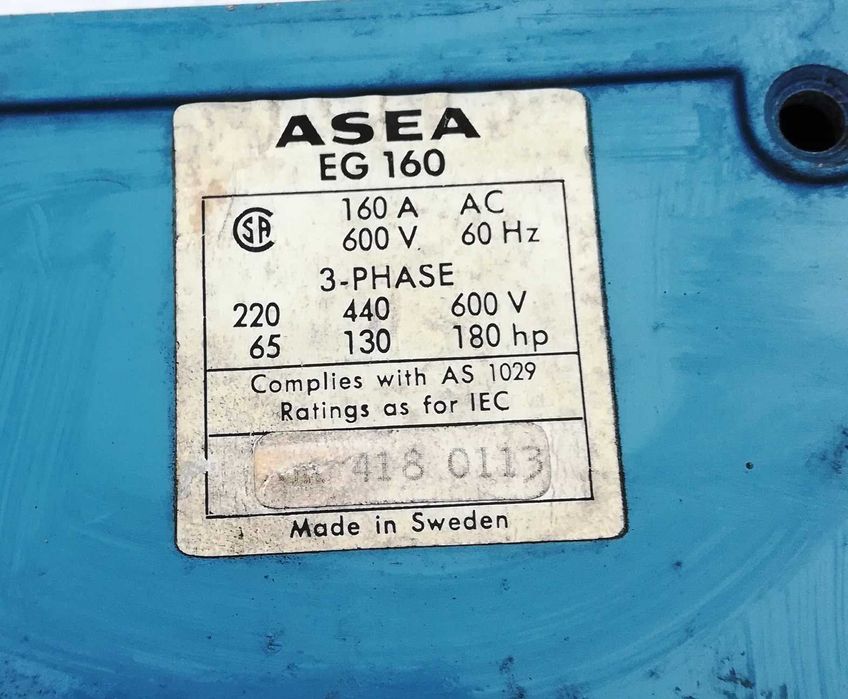 ASEA
EG 160
CSA 160 A AC
600 V 60 Hz
3-PHASE
220 440 600 V
65 130 180 hp
Complies with AS 1029
Ratings as for IEC
418 0113
Made in Sweden